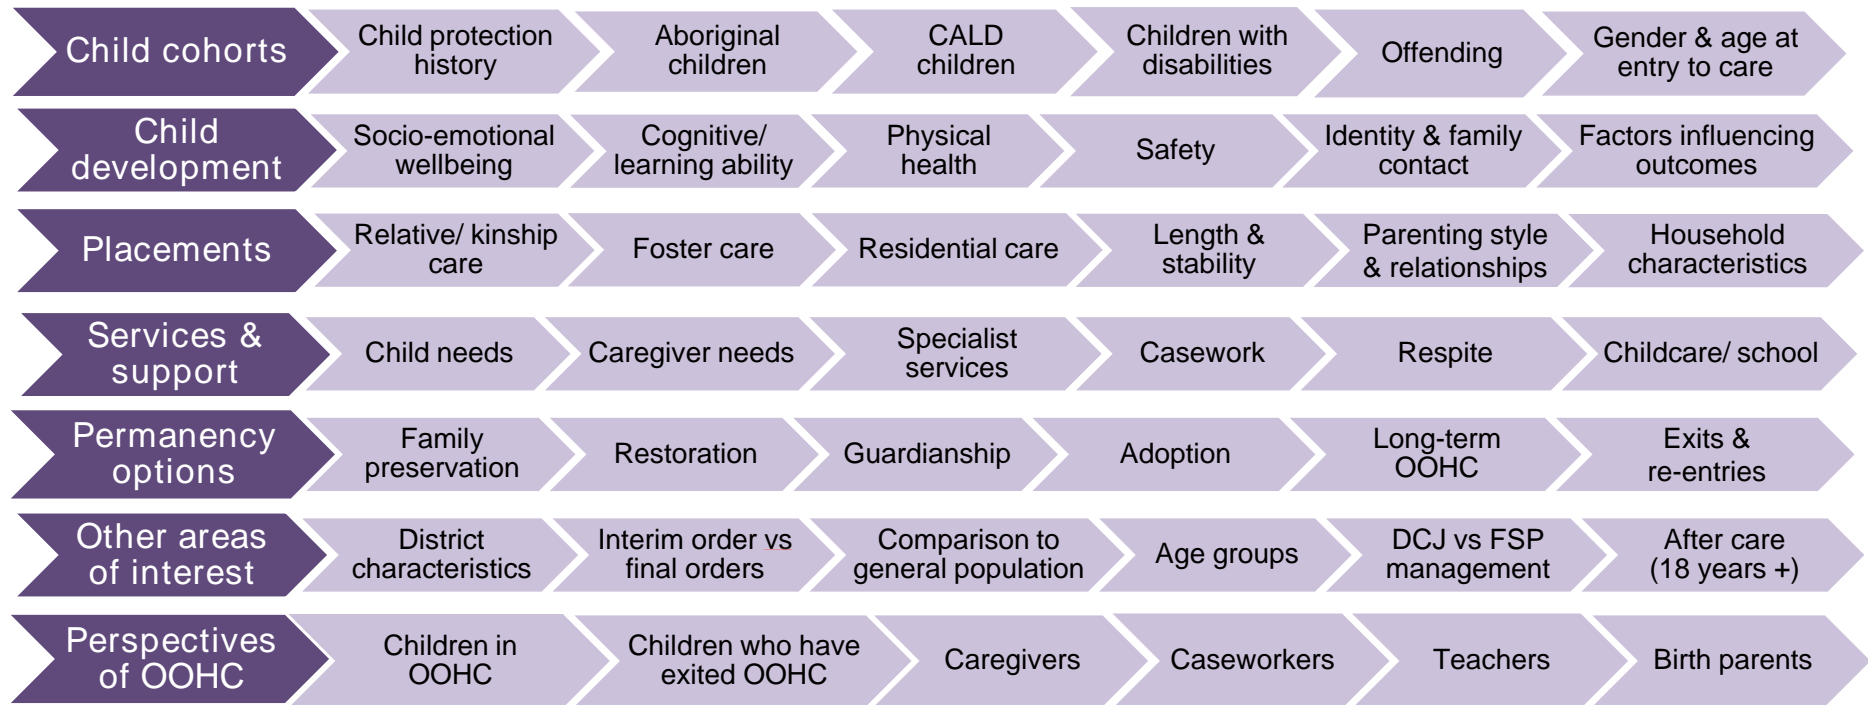 Child cohorts
Child protection
history
Aboriginal
children
CALD
children
Children with
disabilities
Offending
Gender & age at
entry to care
Child
development
Socio-emotional
wellbeing
Cognitive/
learning ability
Physical
health
Safety
Identity & family
contact
Factors influencing
outcomes
Placements
Relative/ kinship
care
Foster care
Residential care
Length &
stability
Parenting style
& relationships
Household
characteristics
Services &
support
Child needs
Caregiver needs
Specialist
services
Casework
Respite
Childcare/ school
Permanency
options
Family
preservation
Restoration
Guardianship
Adoption
Long-term
OOHC
Exits &
re-entries
Other areas
of interest
District
characteristics
Interim order vs
final orders
Comparison to
general population
Age groups
DCJ vs FSP
management
After care
(18 years +)
Perspectives
of OOHC
Children in
OOHC
Children who have
exited OOHC
Caregivers
Caseworkers
Teachers
Birth parents